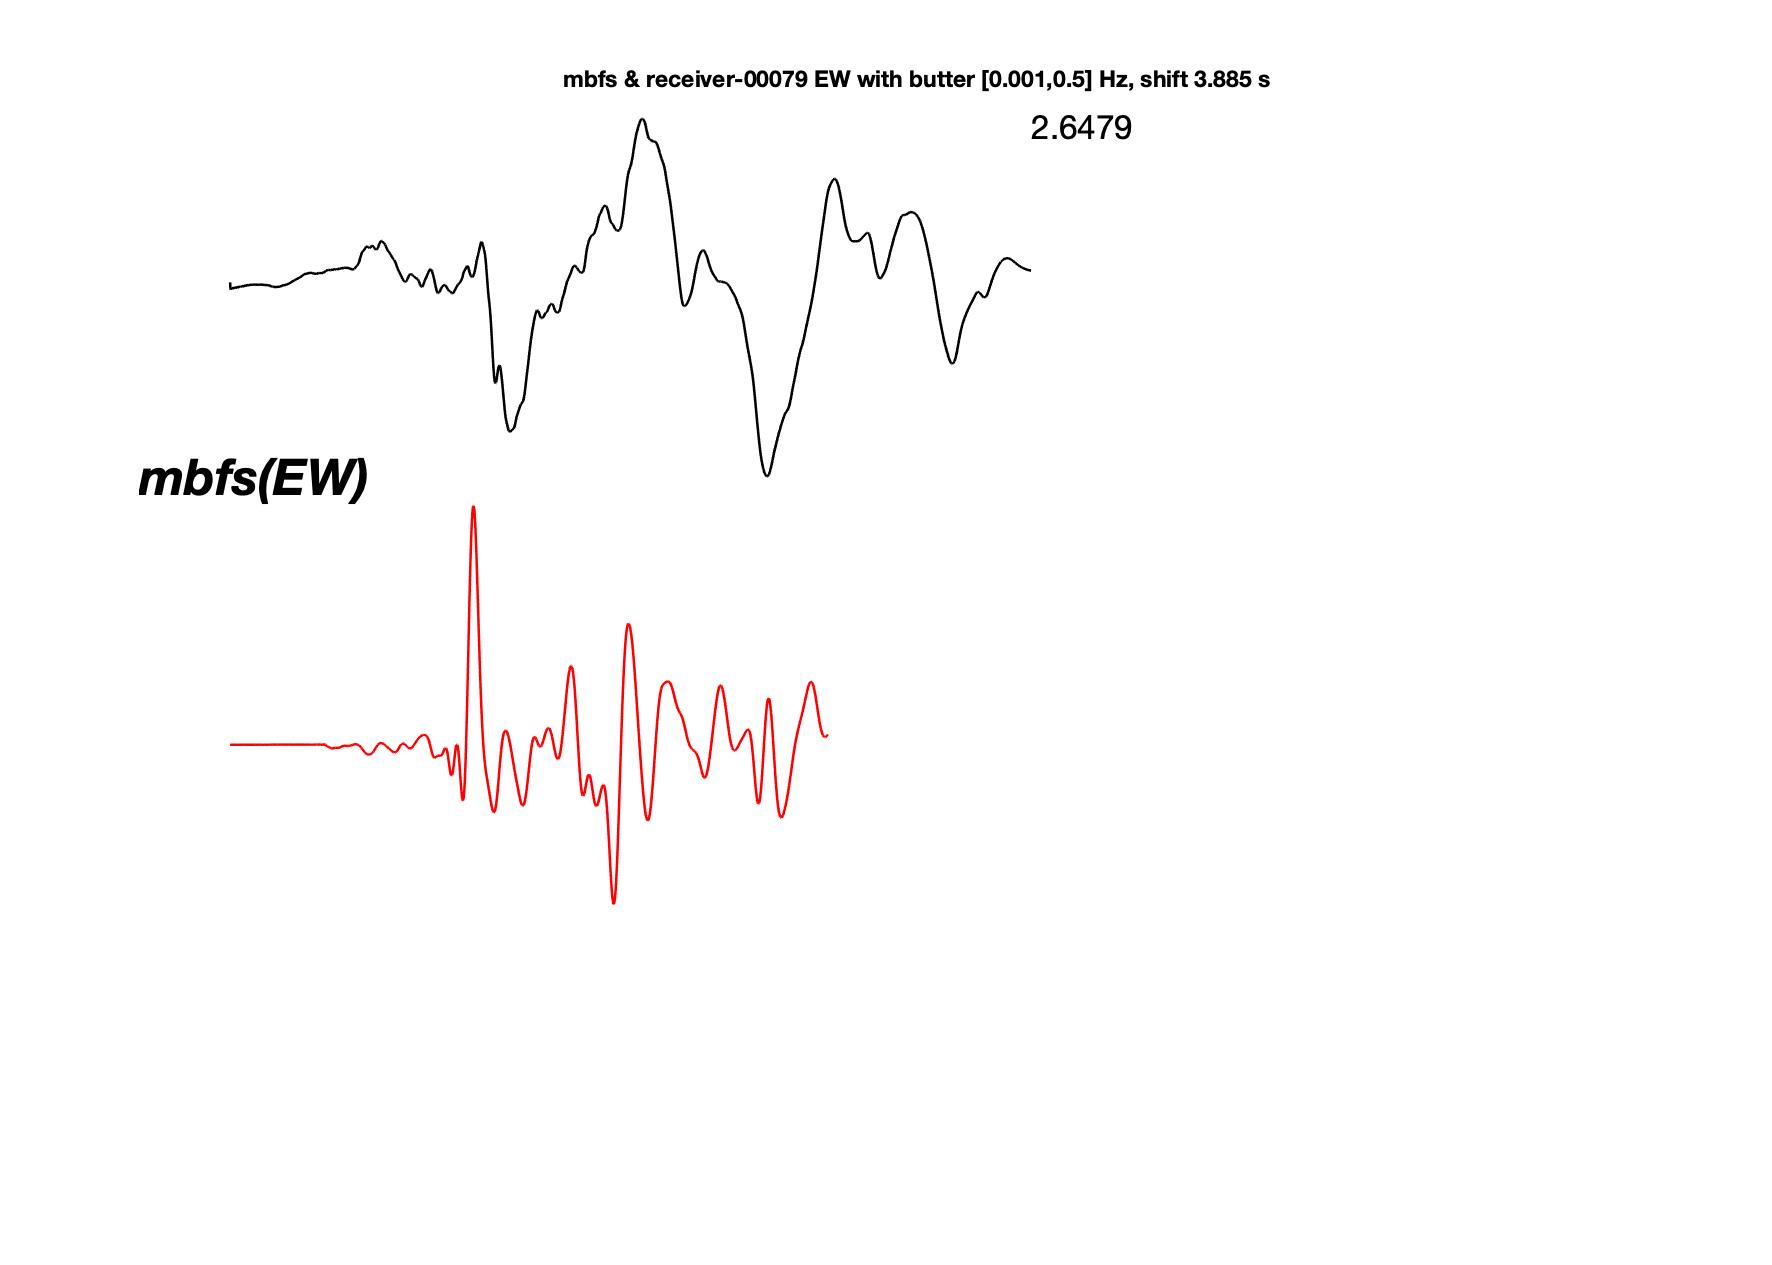 mbfs & receiver-00079 EW with butter [0.001,0.5] Hz, shift 3.885 s
2.6479
mbfs(EW)